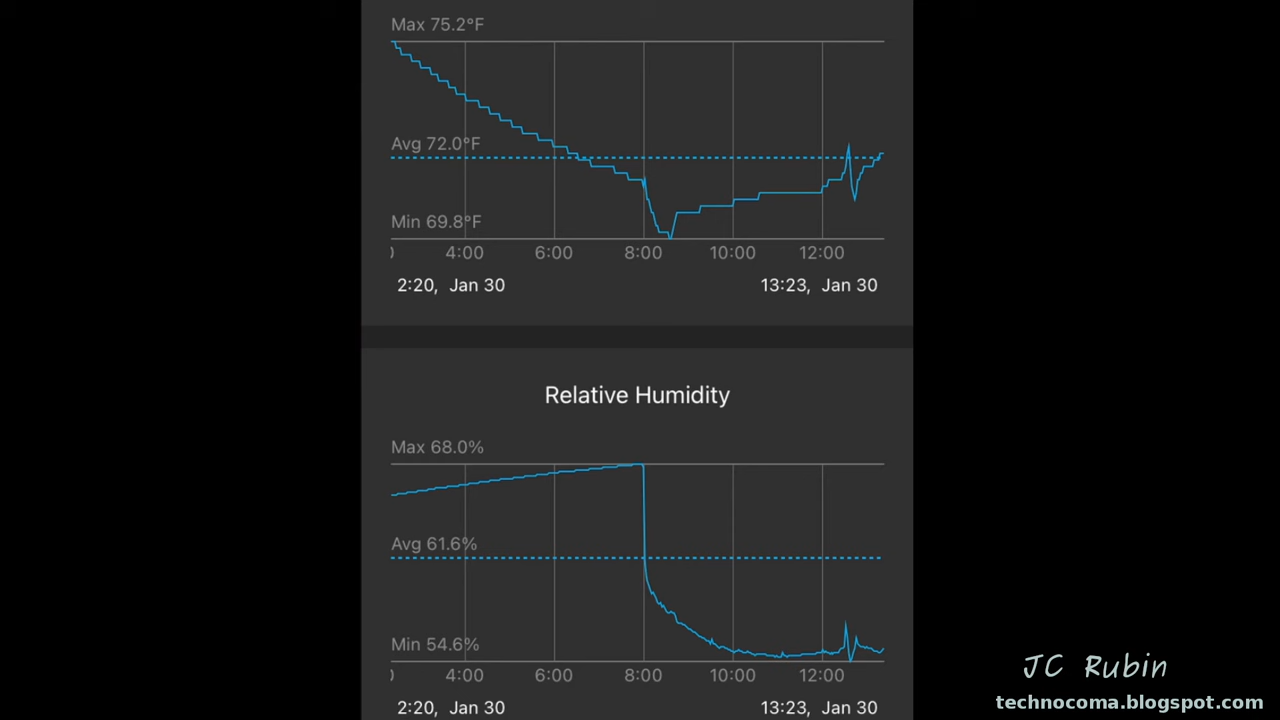 Max 75.2°F
Avg 72.0°F
Min 69.8°F
4:00 6:00 8:00 10:00 12:00
2:20, Jan 30 13:23, Jan 30
Relative Humidity
Max 68.0%
Avg 61.6%
Min 54.6%
4:00 6:00 8:00 10:00 12:00
2:20, Jan 30 13:23, Jan 30
JC Rubin
technocoma.blogspot.com